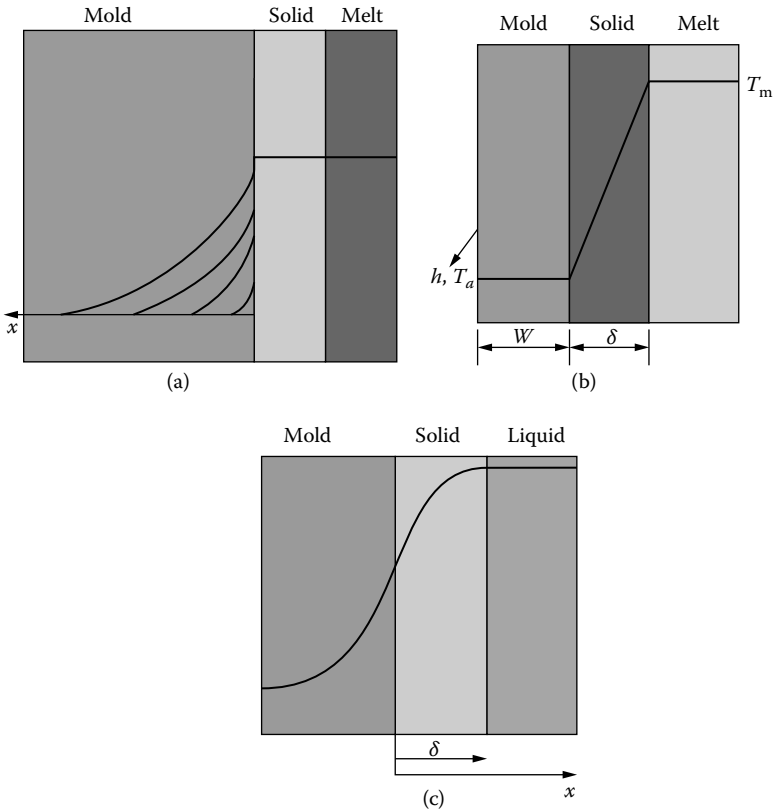 Mold Solid Melt
x
(a)
Mold Solid Melt
T_m
h, T_a
W δ
(b)
Mold Solid Liquid
δ
x
(c)